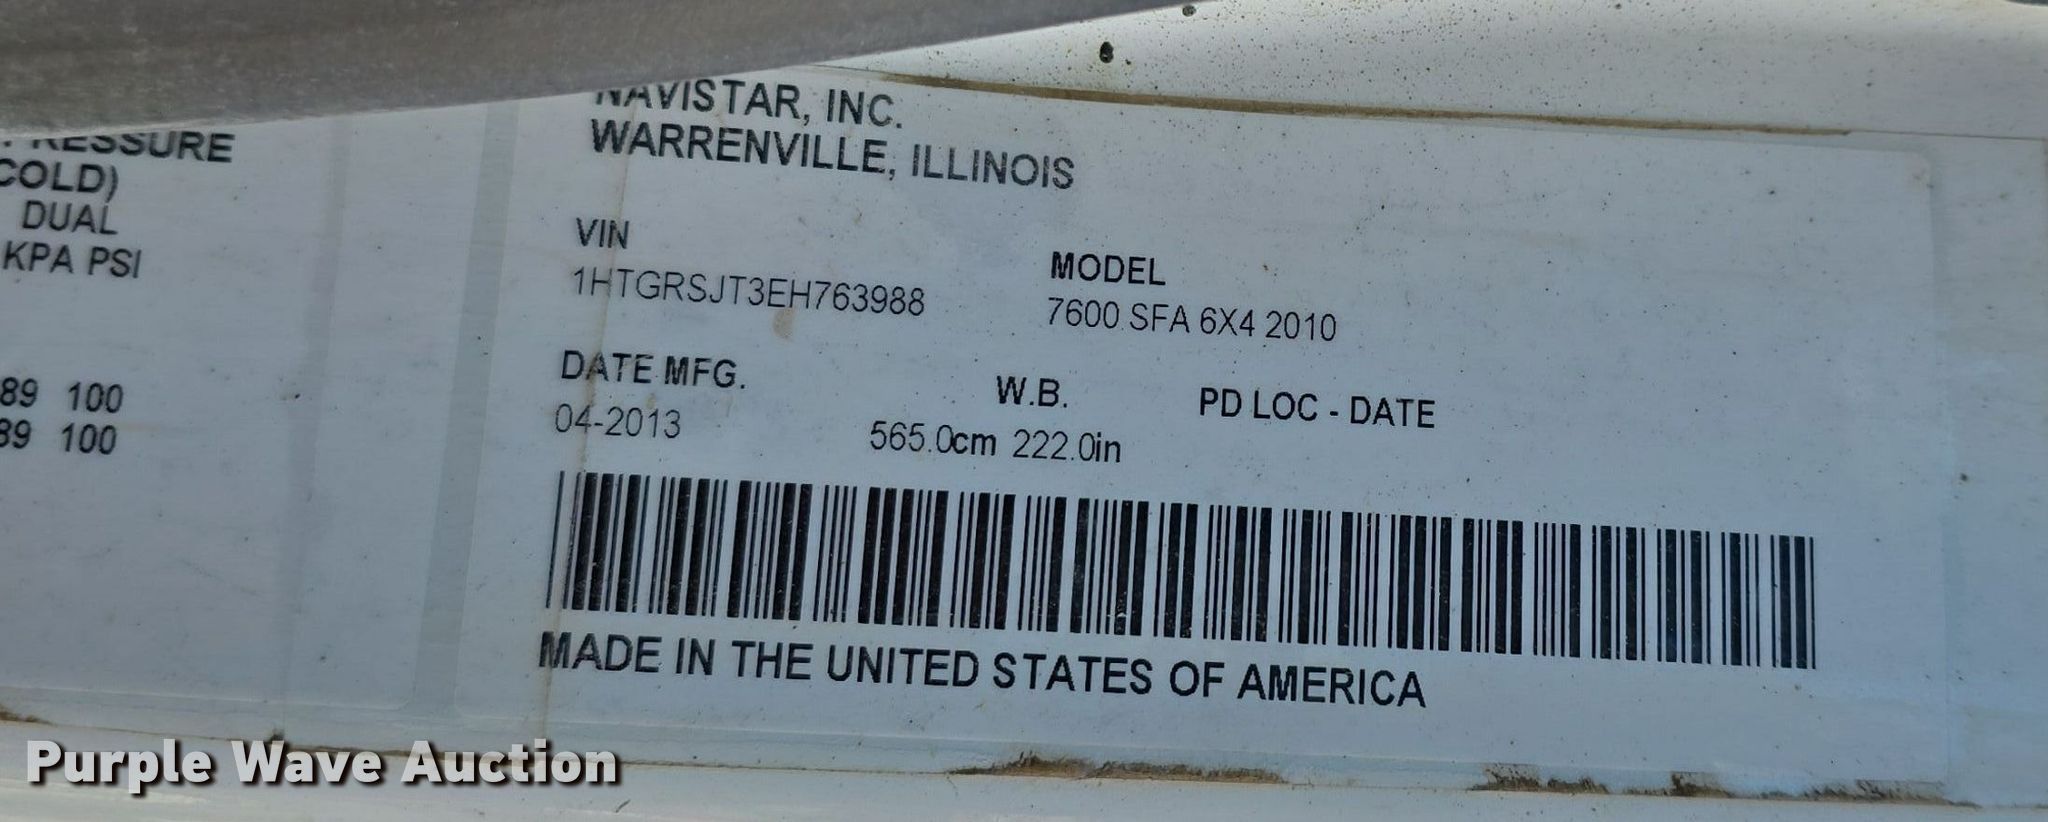 PRESSURE
COLD)
DUAL
KPA PSI
89 100
89 100
NAVISTAR, INC.
WARRENVILLE, ILLINOIS
VIN
1HTGRSJT3EH763988
MODEL
7600 SFA 6X4 2010
DATE MFG.
04-2013
W.B.
565.0cm 222.0in
PD LOC - DATE
MADE IN THE UNITED STATES OF AMERICA
Purple Wave Auction